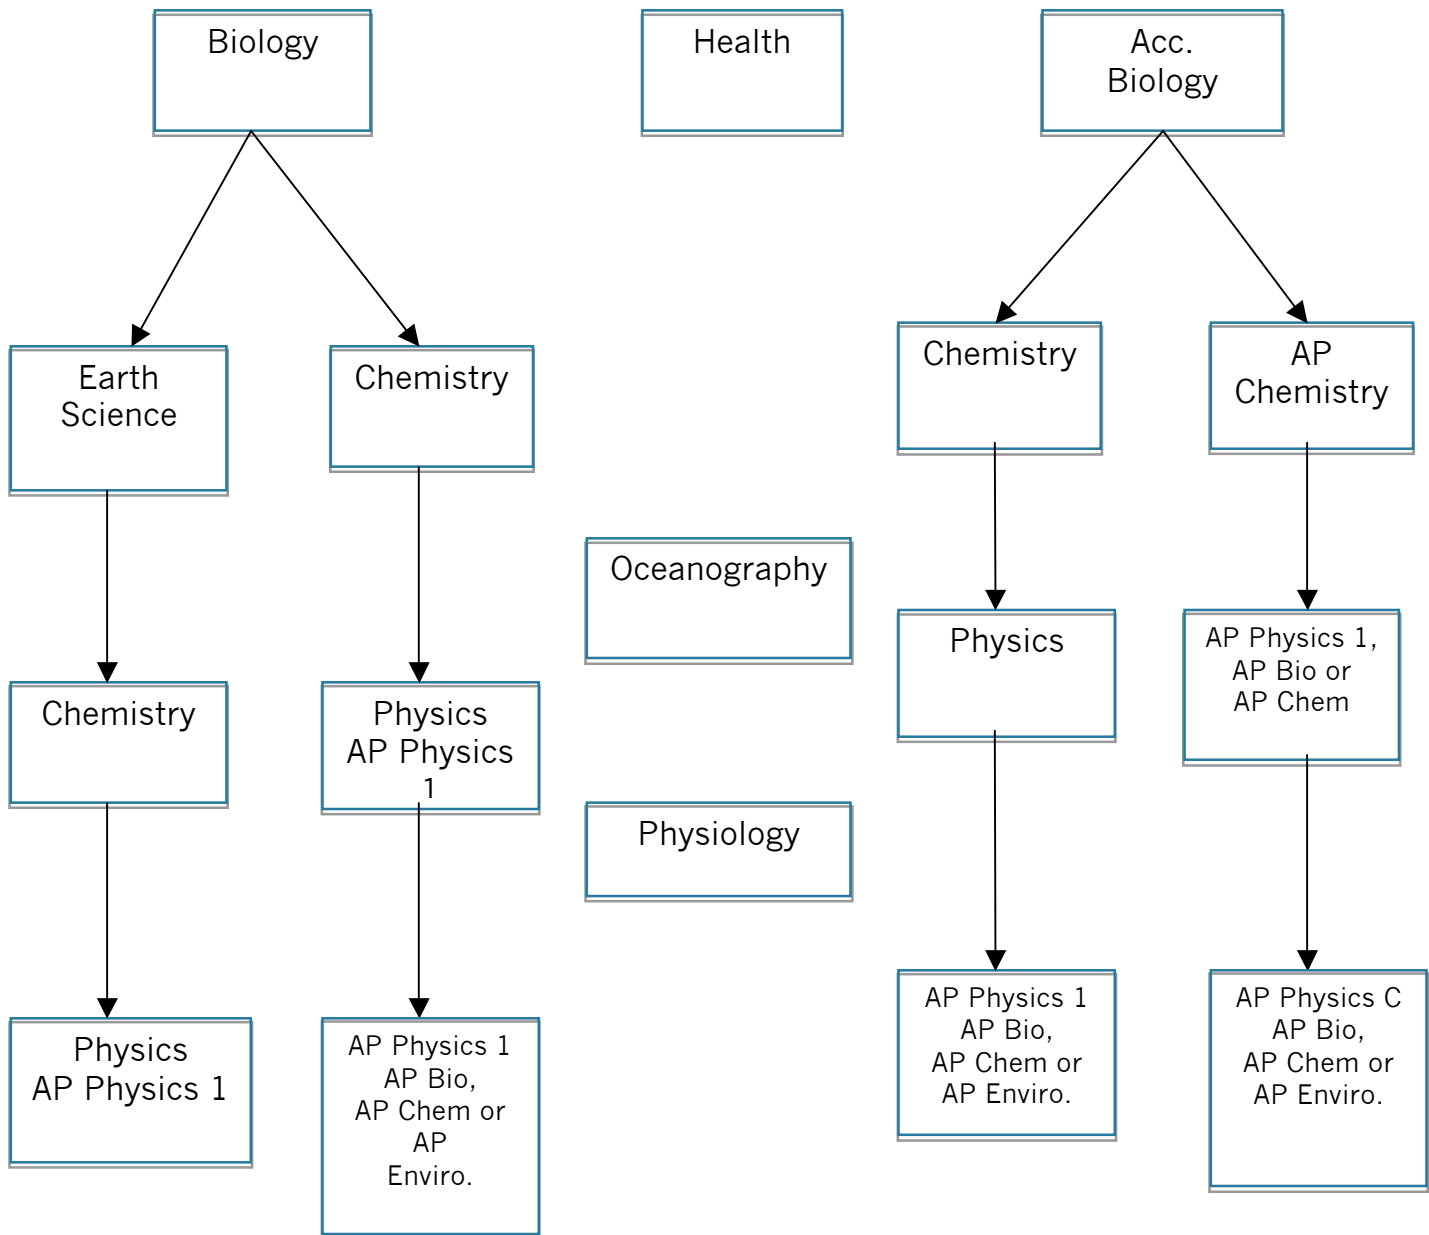 Biology
Health
Acc.
Biology
Earth
Science
Chemistry
Chemistry
AP
Chemistry
Oceanography
Physics
AP Physics 1,
AP Bio or
AP Chem
Chemistry
Physics
AP Physics
1
Physiology
Physics
AP Physics 1
AP Physics 1
AP Bio,
AP Chem or
AP
Enviro.
AP Physics 1
AP Bio,
AP Chem or
AP Enviro.
AP Physics C
AP Bio,
AP Chem or
AP Enviro.